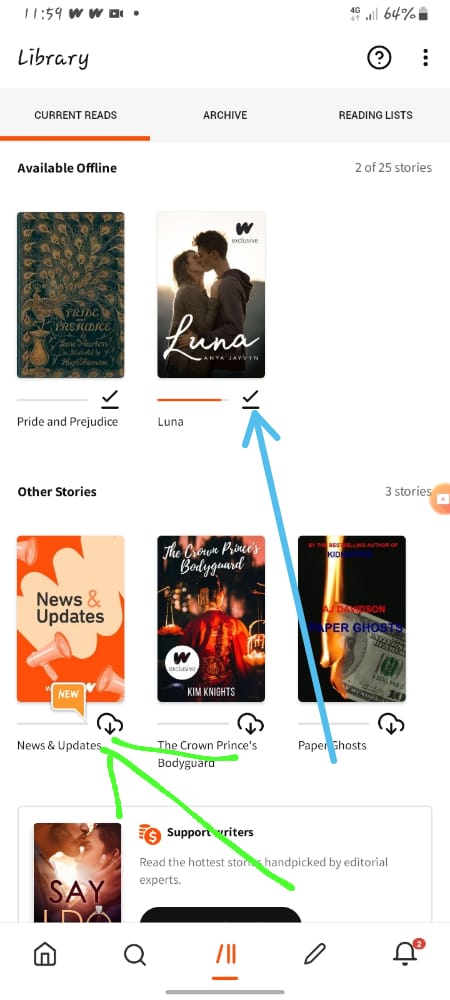 11:59
4G 64%
Library
CURRENT READS ARCHIVE READING LISTS
Available Offline 2 of 25 stories
PRIDE
and
PREJUDICE
by
Jane Austen
exclusive
Luna
ANYA JAYVYN
Pride and Prejudice Luna
Other Stories 3 stories
News &
Updates
NEW
The Crown Prince's
Bodyguard
exclusive
KIM KNIGHTS
BY THE BESTSELLING AUTHOR OF
AJ DAVIDSON
PAPER GHOSTS
News & Updates The Crown Prince's Paper Ghosts
Bodyguard
Support writers
Read the hottest stories handpicked by editorial
experts.
SAY
I DO
2